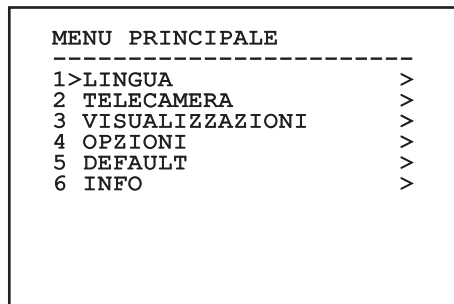 MENU PRINCIPALE
------------------------
1>LINGUA >
2 TELECAMERA >
3 VISUALIZZAZIONI >
4 OPZIONI >
5 DEFAULT >
6 INFO >